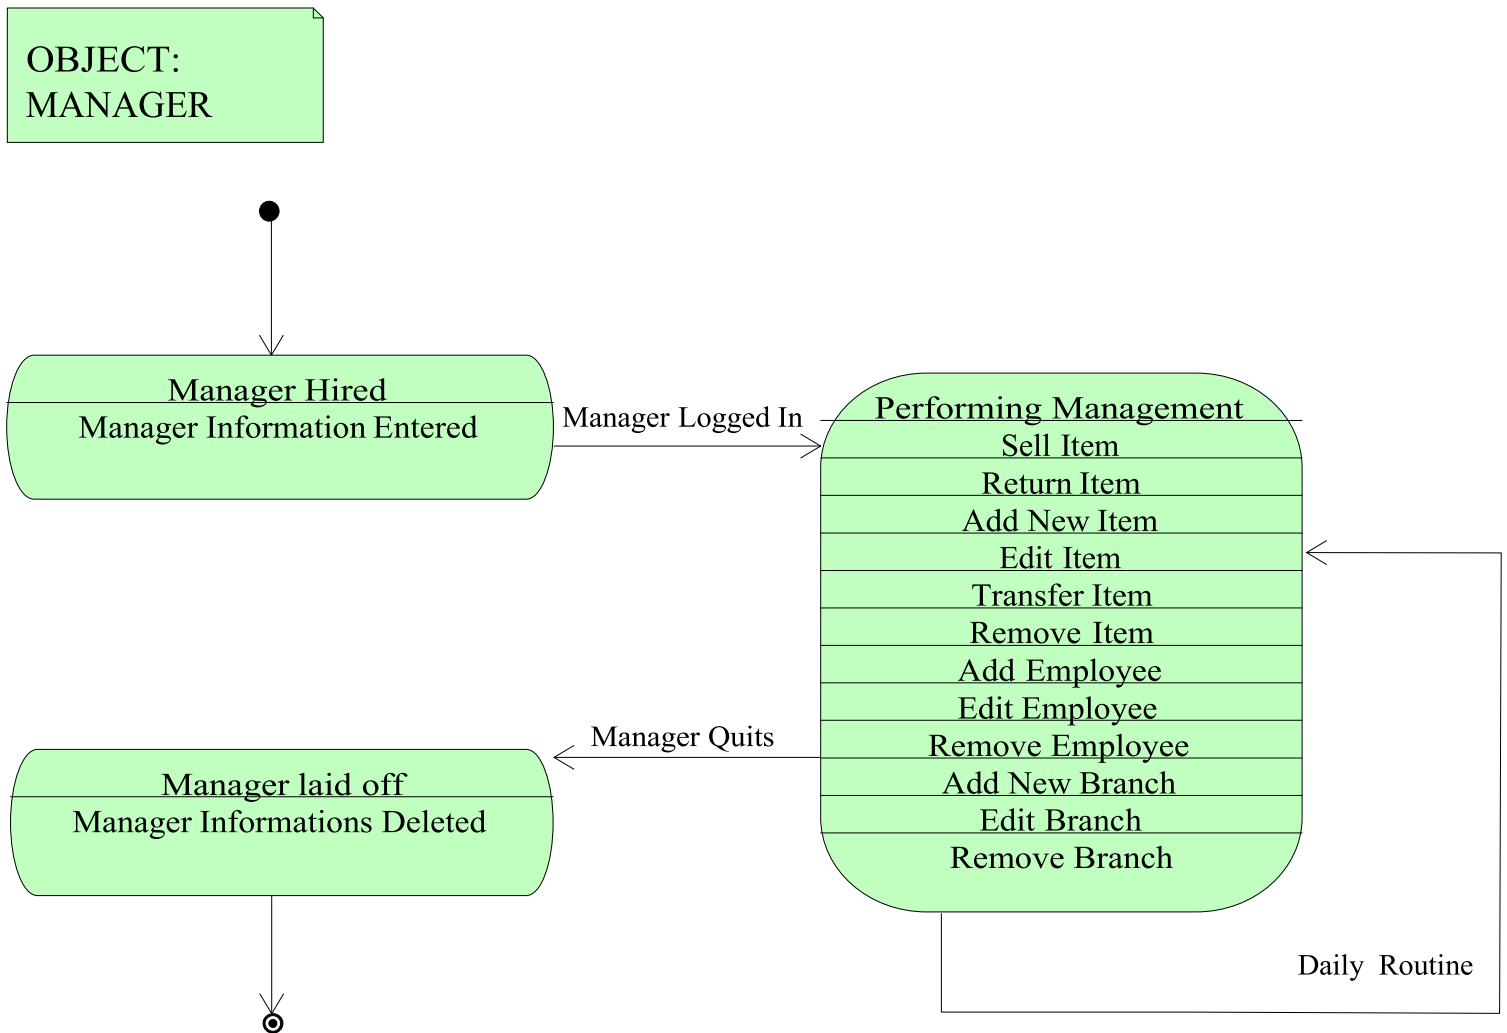 OBJECT:
MANAGER
Manager Hired
Manager Information Entered
Manager Logged In
Performing Management
Sell Item
Return Item
Add New Item
Edit Item
Transfer Item
Remove Item
Add Employee
Edit Employee
Remove Employee
Add New Branch
Edit Branch
Remove Branch
Manager Quits
Manager laid off
Manager Informations Deleted
Daily Routine